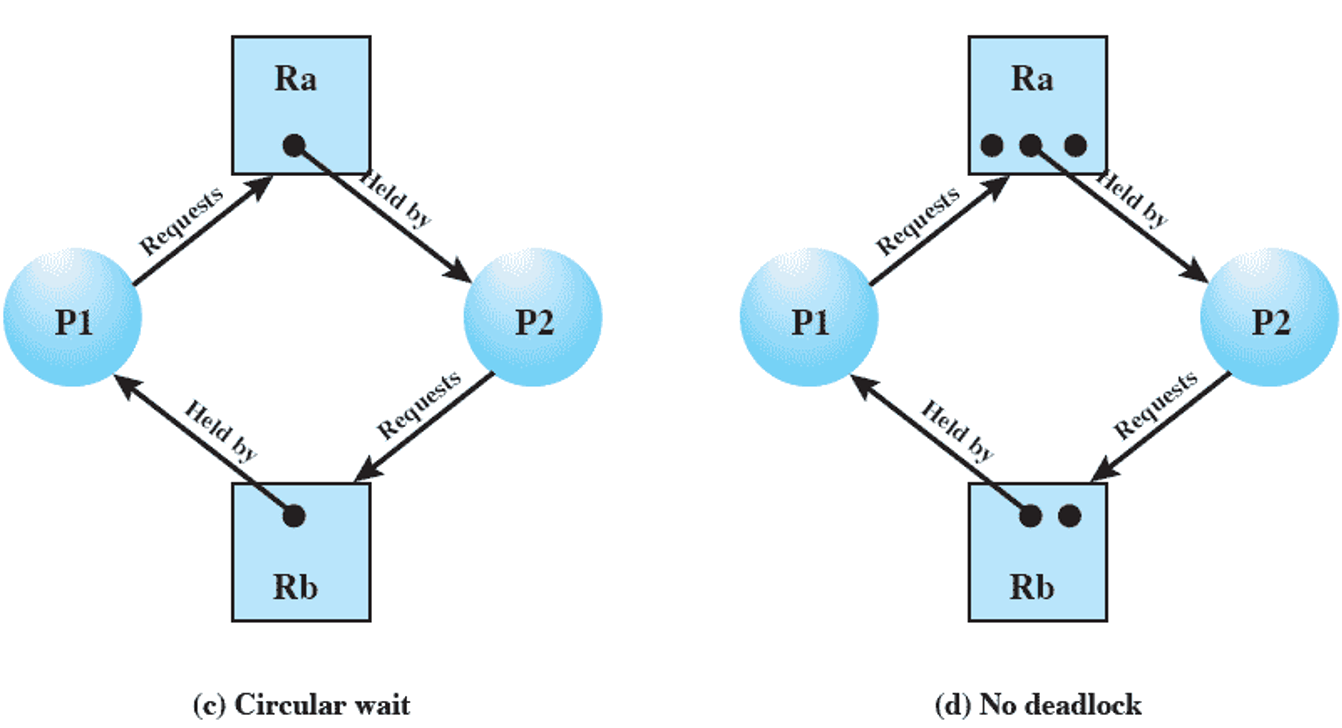 Ra
Requests
Held by
P1
P2
Held by
Requests
Rb
(c) Circular wait
Ra
Requests
Held by
P1
P2
Held by
Requests
Rb
(d) No deadlock